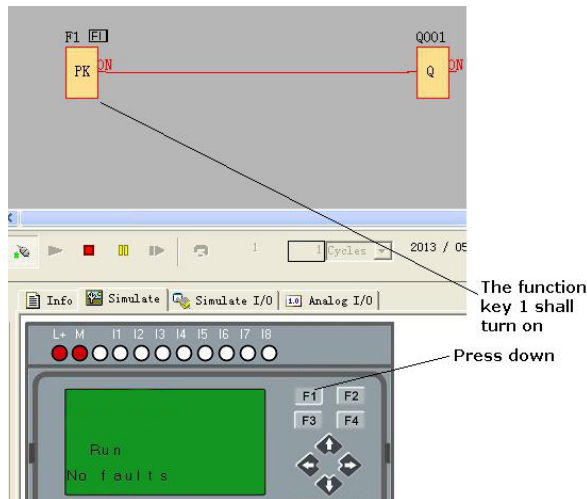 F1 F1 Q001
PK ON Q ON
1 1 Cycles 2013 / 05
The function
key 1 shall
turn on
Info Simulate Simulate I/O 1.0 Analog I/O
Press down
L+ M I1 I2 I3 I4 I5 I6 I7 I8
F1 F2
F3 F4
Run
No faults